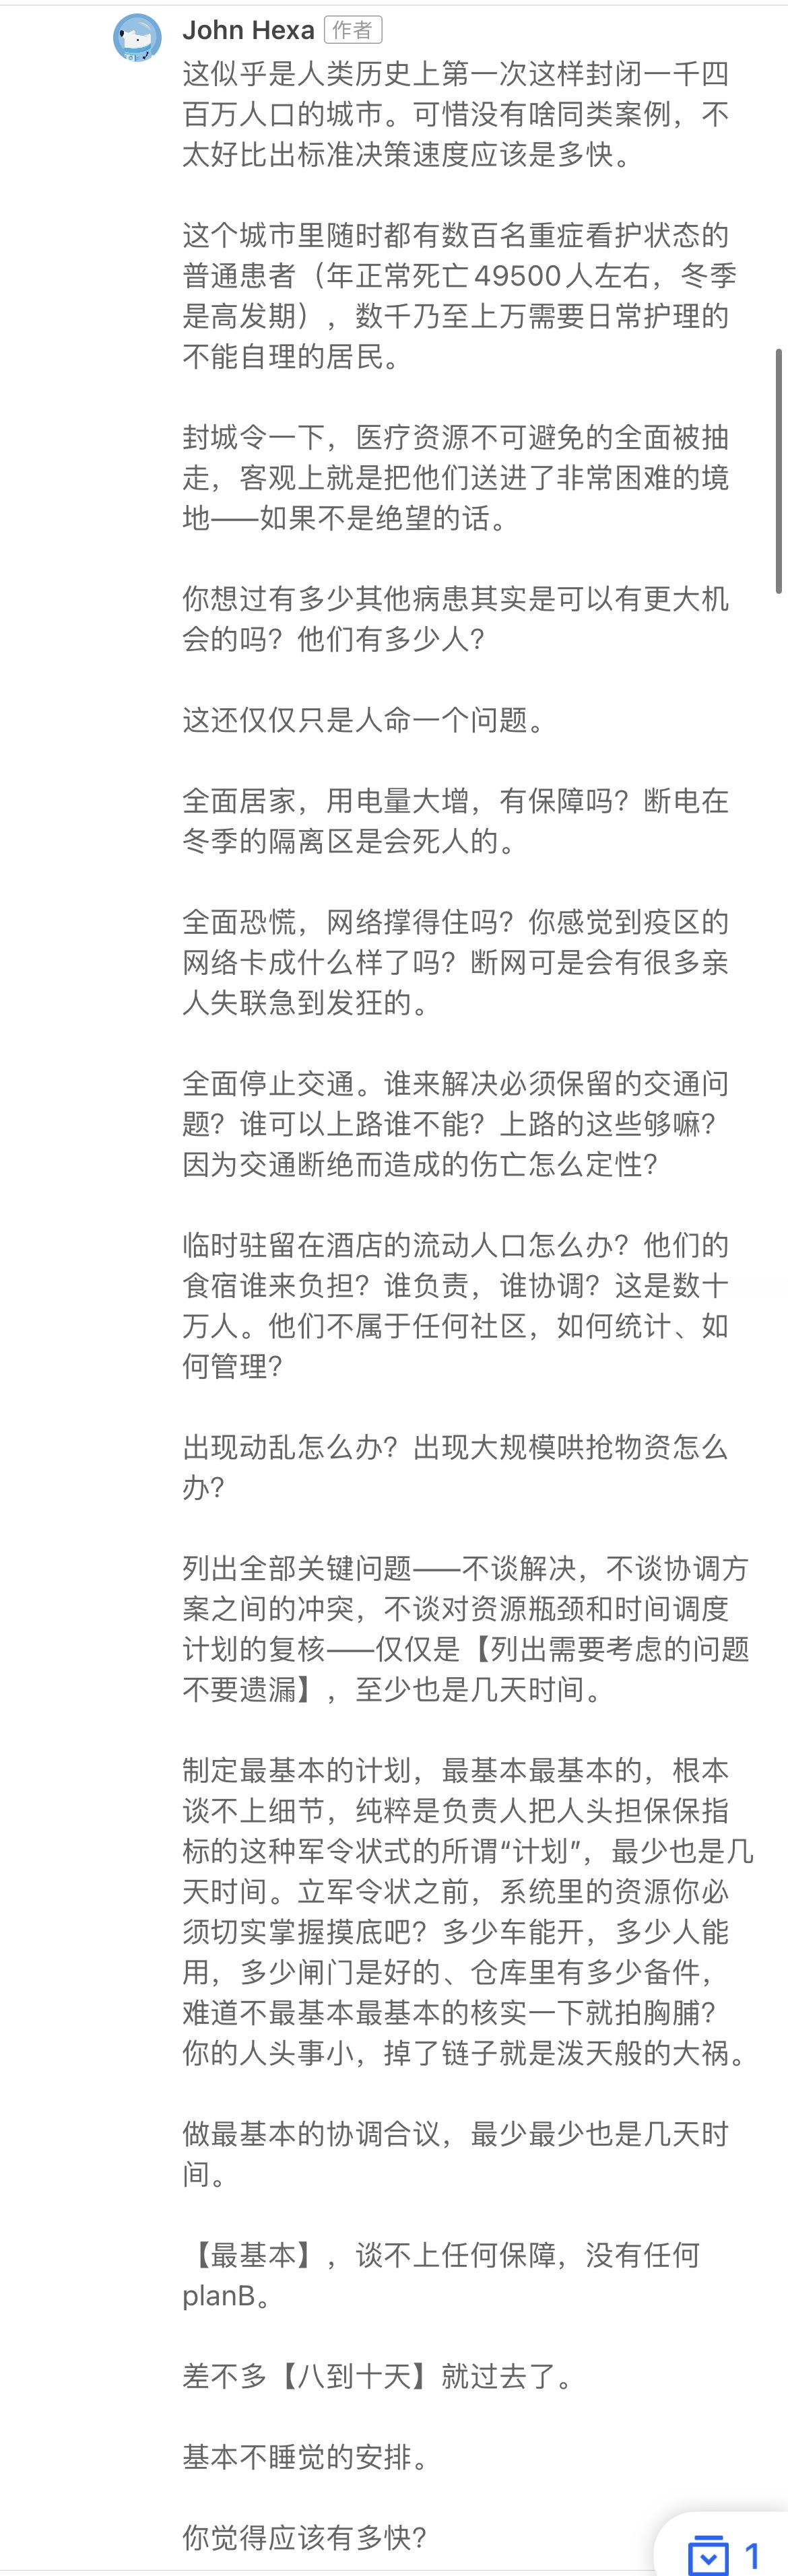 John Hexa 作者
这似乎是人类历史上第一次这样封闭一千四
百万人口的城市。可惜没有啥同类案例，不
太好比出标准决策速度应该是多快。
这个城市里随时都有数百名重症看护状态的
普通患者（年正常死亡49500人左右，冬季
是高发期），数千乃至上万需要日常护理的
不能自理的居民。
封城令一下，医疗资源不可避免的全面被抽
走，客观上就是把他们送进了非常困难的境
地——如果不是绝望的话。
你想过有多少其他病患其实是可以有更大机
会的吗？他们有多少人？
这还仅仅只是人命一个问题。
全面居家，用电量大增，有保障吗？断电在
冬季的隔离区是会死人的。
全面恐慌，网络撑得住吗？你感觉到疫区的
网络卡成什么样了吗？断网可是会有很多亲
人失联急到发狂的。
全面停止交通。谁来解决必须保留的交通问
题？谁可以上路谁不能？上路的这些够嘛？
因为交通断绝而造成的伤亡怎么定性？
临时驻留在酒店的流动人口怎么办？他们的
食宿谁来负担？谁负责，谁协调？这是数十
万人。他们不属于任何社区，如何统计、如
何管理？
出现动乱怎么办？出现大规模哄抢物资怎么
办？
列出全部关键问题——不谈解决，不谈协调方
案之间的冲突，不谈对资源瓶颈和时间调度
计划的复核——仅仅是【列出需要考虑的问题
不要遗漏】，至少也是几天时间。
制定最基本的计划，最基本最基本的，根本
谈不上细节，纯粹是负责人把人头担保保指
标的这种军令状式的所谓“计划”，最少也是几
天时间。立军令状之前，系统里的资源你必
须切实掌握摸底吧？多少车能开，多少人能
用，多少闸门是好的、仓库里有多少备件，
难道不最基本最基本的核实一下就拍胸脯？
你的人头事小，掉了链子就是泼天般的大祸。
做最基本的协调合议，最少最少也是几天时
间。
【最基本】，谈不上任何保障，没有任何
planB。
差不多【八到十天】就过去了。
基本不睡觉的安排。
你觉得应该有多快？
1